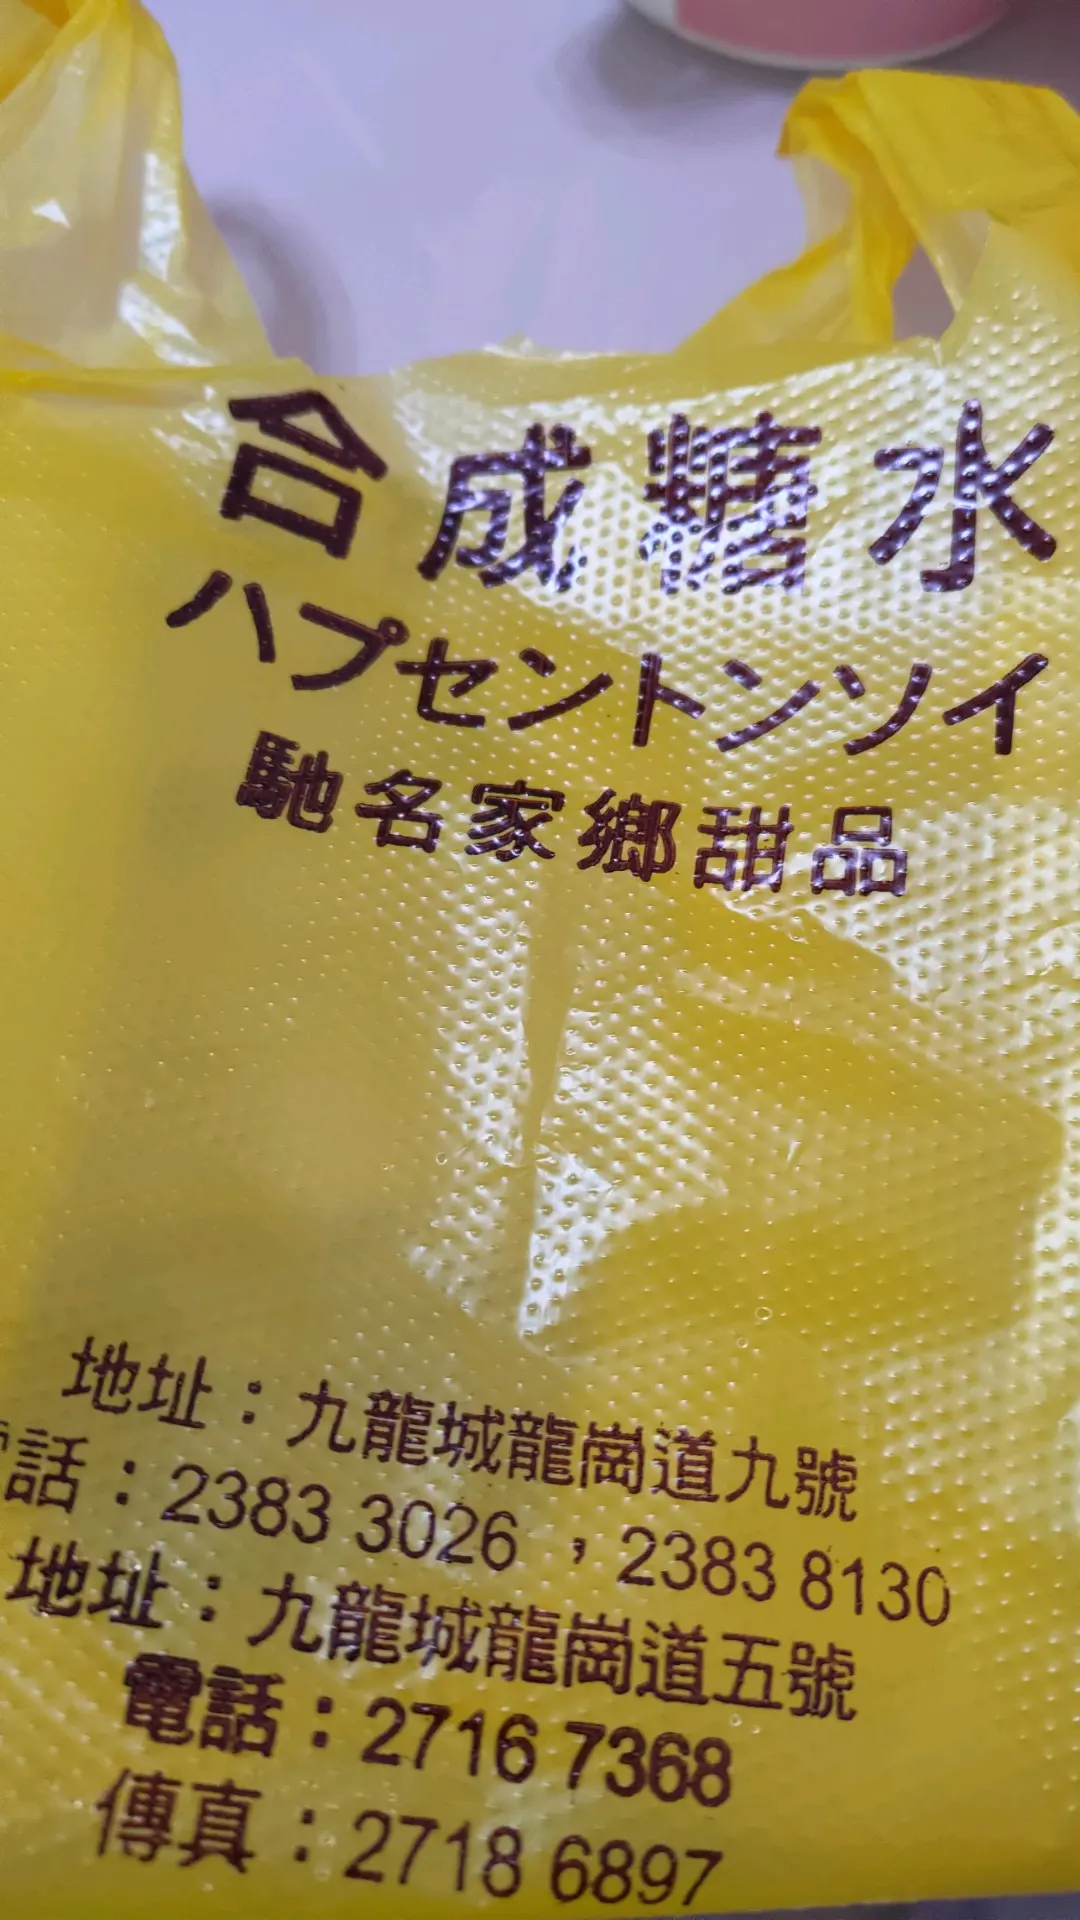 合成糖水
ハプセントンソイ
馳名家鄉甜品
地址：九龍城龍崗道九號
話：2383 3026，2383 8130
地址：九龍城龍崗道五號
電話：2716 7368
傳真：2718 6897